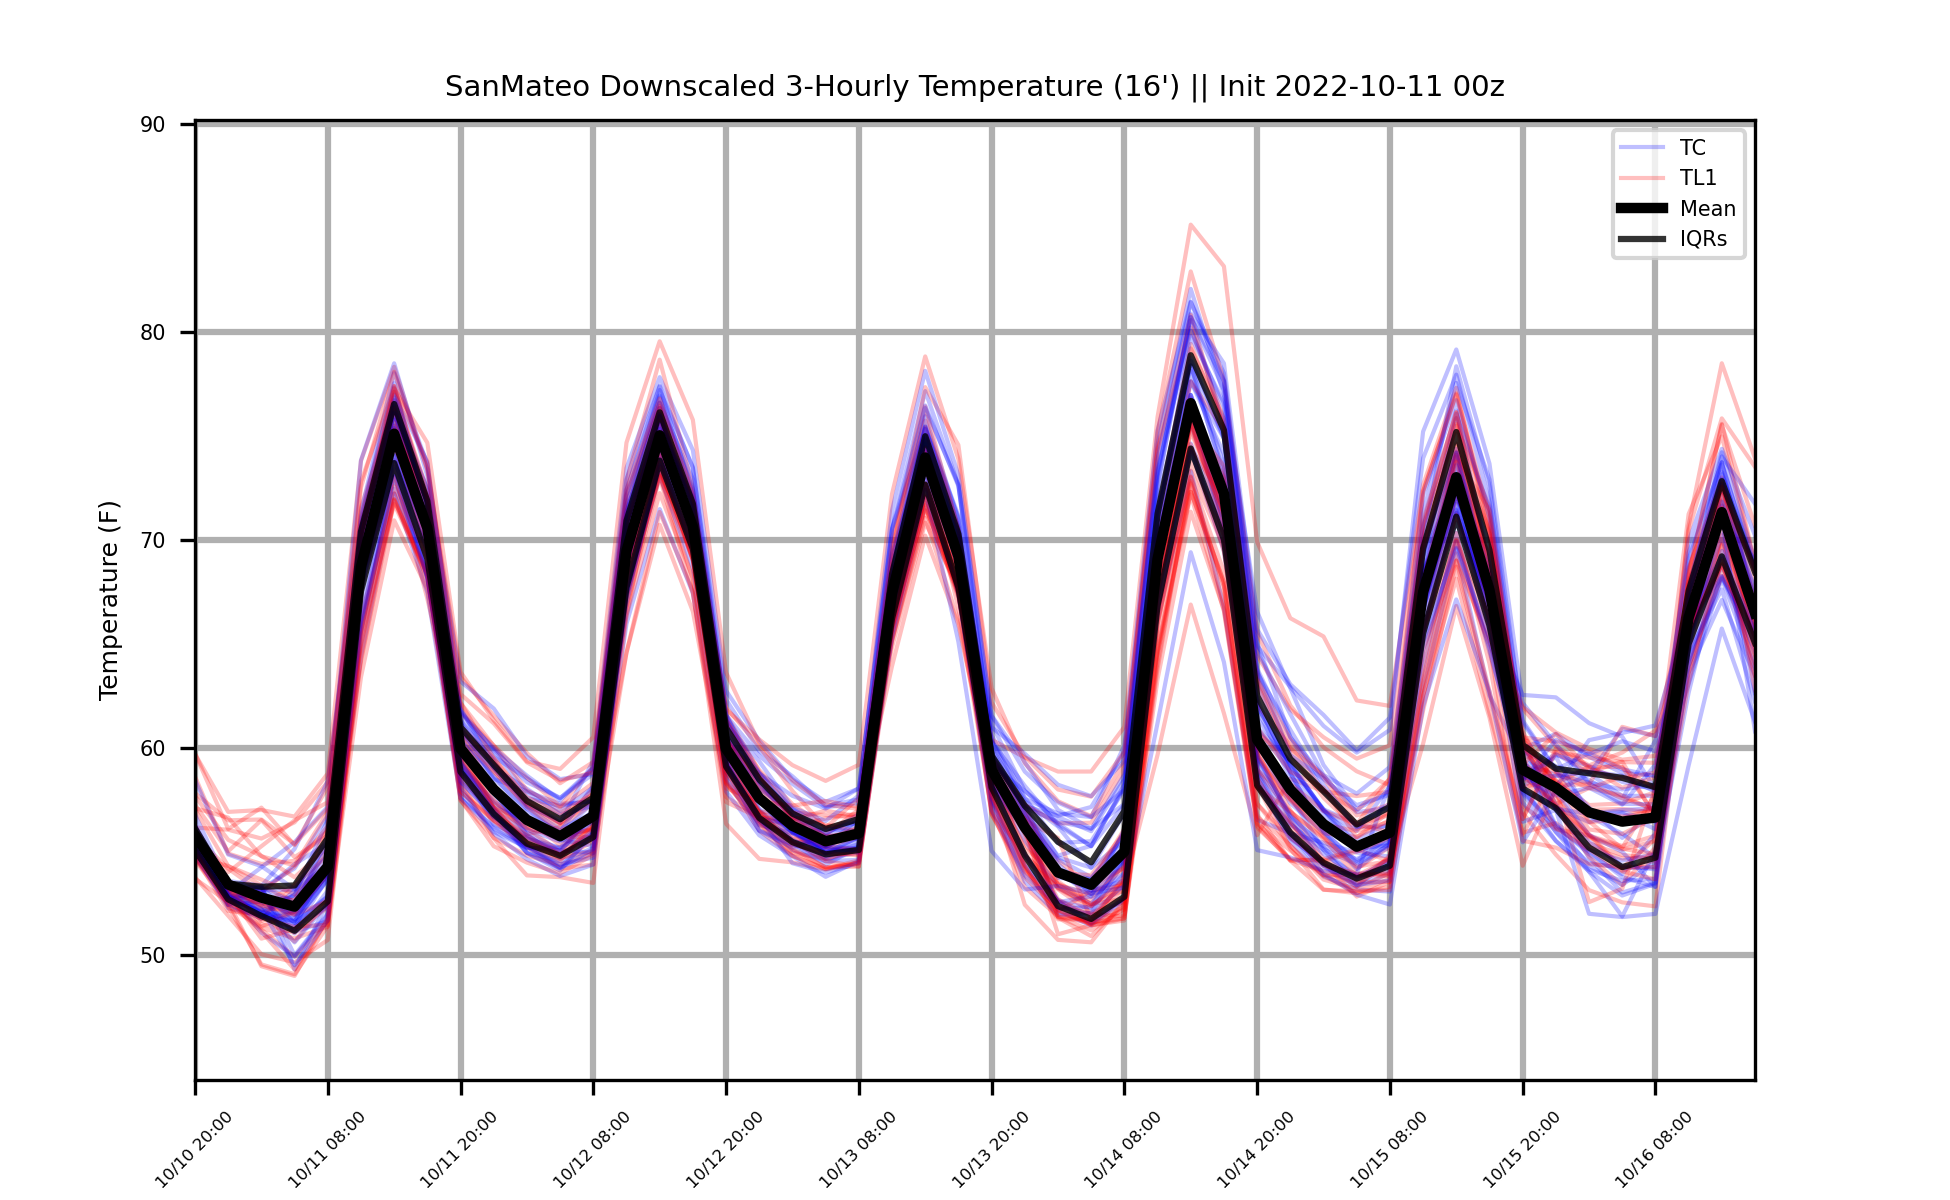 SanMateo Downscaled 3-Hourly Temperature (16') || Init 2022-10-11 00z
90
80
70
60
50
Temperature (F)
TC
TL1
Mean
IQRs
10/10 20:00
10/11 08:00
10/11 20:00
10/12 08:00
10/12 20:00
10/13 08:00
10/13 20:00
10/14 08:00
10/14 20:00
10/15 08:00
10/15 20:00
10/16 08:00